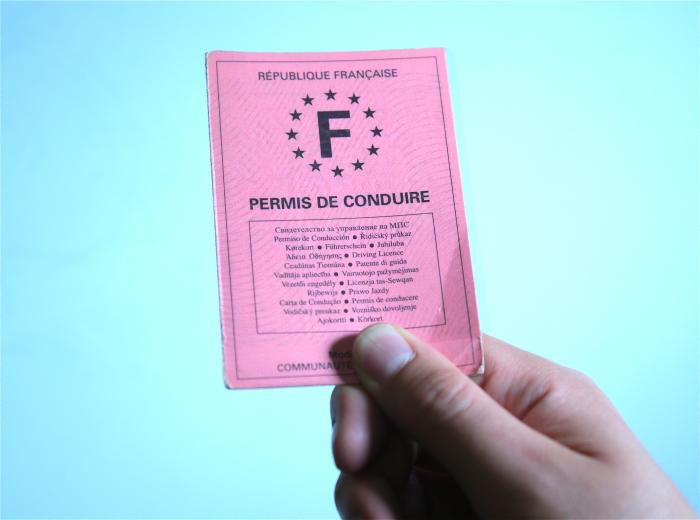 RÉPUBLIQUE FRANÇAISE
F
PERMIS DE CONDUIRE
Свидетелство за управление на МПС
Permiso de Conducción ● Řidičský průkaz
Kørekort ● Führerschein ● Juhiluba
Άδεια Οδήγησης ● Driving Licence
Ceadúnas Tiomána ● Patente di guida
Vadītāja apliecība ● Vairuotojo pažymėjimas
Vezetői engedély ● Liċenzja tas-Sewqan
Rijbewijs ● Prawo Jazdy
Carta de Condução ● Permis de conducere
Vodičský preukaz ● Vozniško dovoljenje
Ajokortti ● Körkort
COMMUNAUTÉ